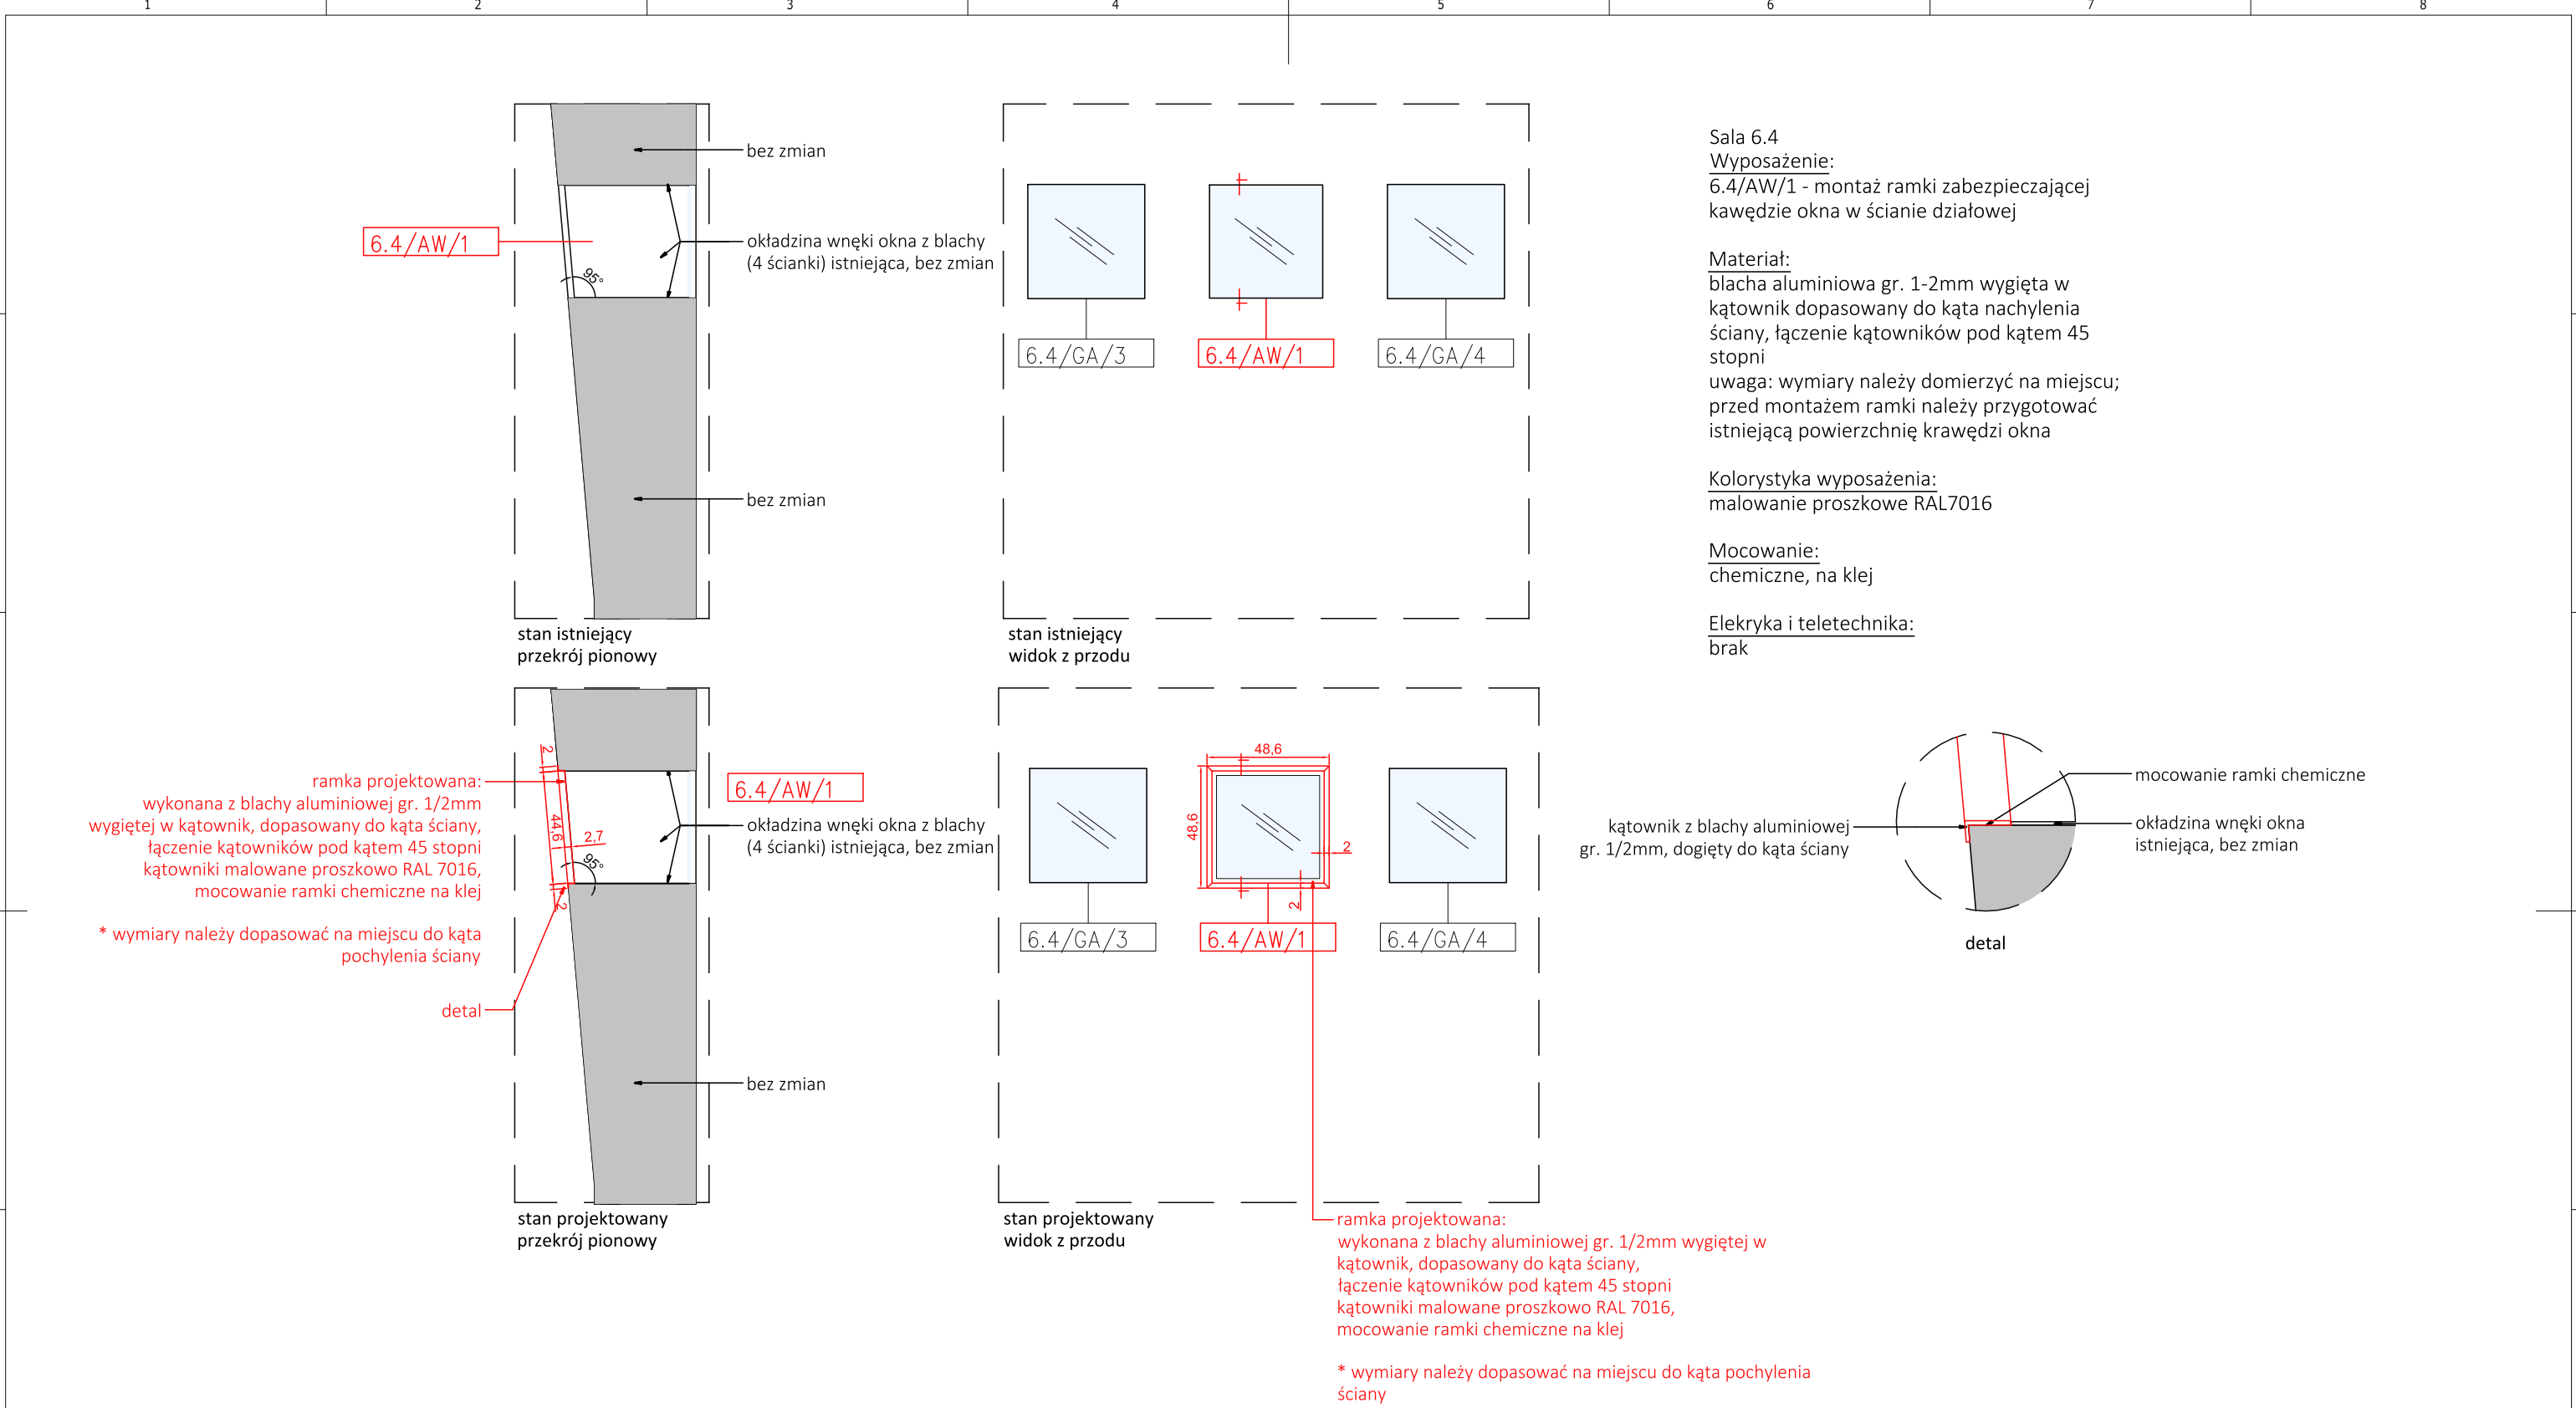 1 2 3 4 5 6 7 8
bez zmian
6.4/AW/1
okładzina wnęki okna z blachy
(4 ścianki) istniejąca, bez zmian
95°
bez zmian
stan istniejący
przekrój pionowy
6.4/GA/3
6.4/AW/1
6.4/GA/4
stan istniejący
widok z przodu
Sala 6.4
Wyposażenie:
6.4/AW/1 - montaż ramki zabezpieczającej
kawędzie okna w ścianie działowej
Materiał:
blacha aluminiowa gr. 1-2mm wygięta w
kątownik dopasowany do kąta nachylenia
ściany, łączenie kątowników pod kątem 45
stopni
uwaga: wymiary należy domierzyć na miejscu;
przed montażem ramki należy przygotować
istniejącą powierzchnię krawędzi okna
Kolorystyka wyposażenia:
malowanie proszkowe RAL7016
Mocowanie:
chemiczne, na klej
Elekryka i teletechnika:
brak
ramka projektowana:
wykonana z blachy aluminiowej gr. 1/2mm
wygiętej w kątownik, dopasowany do kąta ściany,
łączenie kątowników pod kątem 45 stopni
kątowniki malowane proszkowo RAL 7016,
mocowanie ramki chemiczne na klej
* wymiary należy dopasować na miejscu do kąta
pochylenia ściany
detal
2
44,6
2,7
95°
2
6.4/AW/1
okładzina wnęki okna z blachy
(4 ścianki) istniejąca, bez zmian
bez zmian
stan projektowany
przekrój pionowy
48,6
48,6
2
2
6.4/GA/3
6.4/AW/1
6.4/GA/4
stan projektowany
widok z przodu
ramka projektowana:
wykonana z blachy aluminiowej gr. 1/2mm wygiętej w
kątownik, dopasowany do kąta ściany,
łączenie kątowników pod kątem 45 stopni
kątowniki malowane proszkowo RAL 7016,
mocowanie ramki chemiczne na klej
* wymiary należy dopasować na miejscu do kąta pochylenia
ściany
mocowanie ramki chemiczne
kątownik z blachy aluminiowej
gr. 1/2mm, dogięty do kąta ściany
okładzina wnęki okna
istniejąca, bez zmian
detal